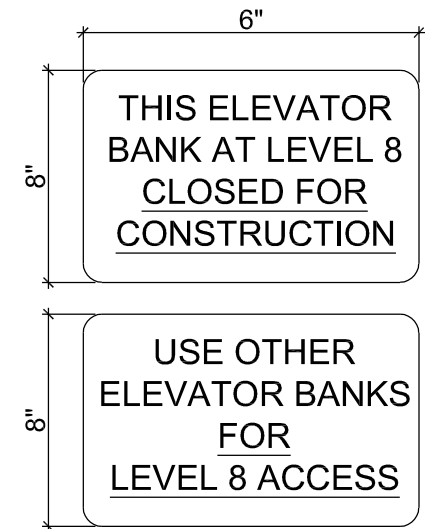 6"
8"
THIS ELEVATOR
BANK AT LEVEL 8
CLOSED FOR
CONSTRUCTION
8"
USE OTHER
ELEVATOR BANKS
FOR
LEVEL 8 ACCESS